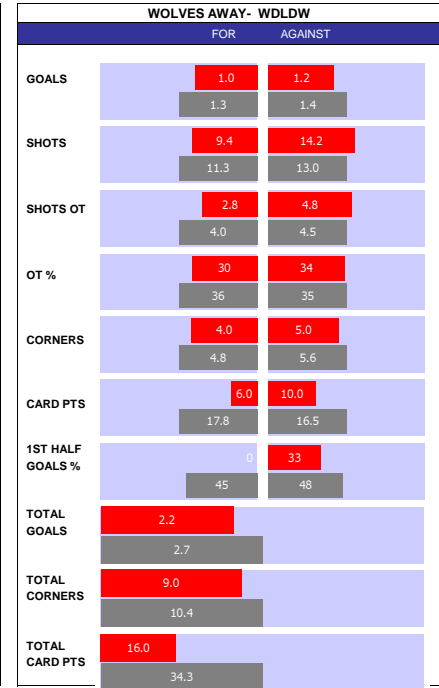 WOLVES AWAY- WDLDW
FOR AGAINST
GOALS 1.0 1.2
1.3 1.4
SHOTS 9.4 14.2
11.3 13.0
SHOTS OT 2.8 4.8
4.0 4.5
OT % 30 34
36 35
CORNERS 4.0 5.0
4.8 5.6
CARD PTS 6.0 10.0
17.8 16.5
1ST HALF
GOALS % 0 33
45 48
TOTAL
GOALS 2.2
2.7
TOTAL
CORNERS 9.0
10.4
TOTAL
CARD PTS 16.0
34.3